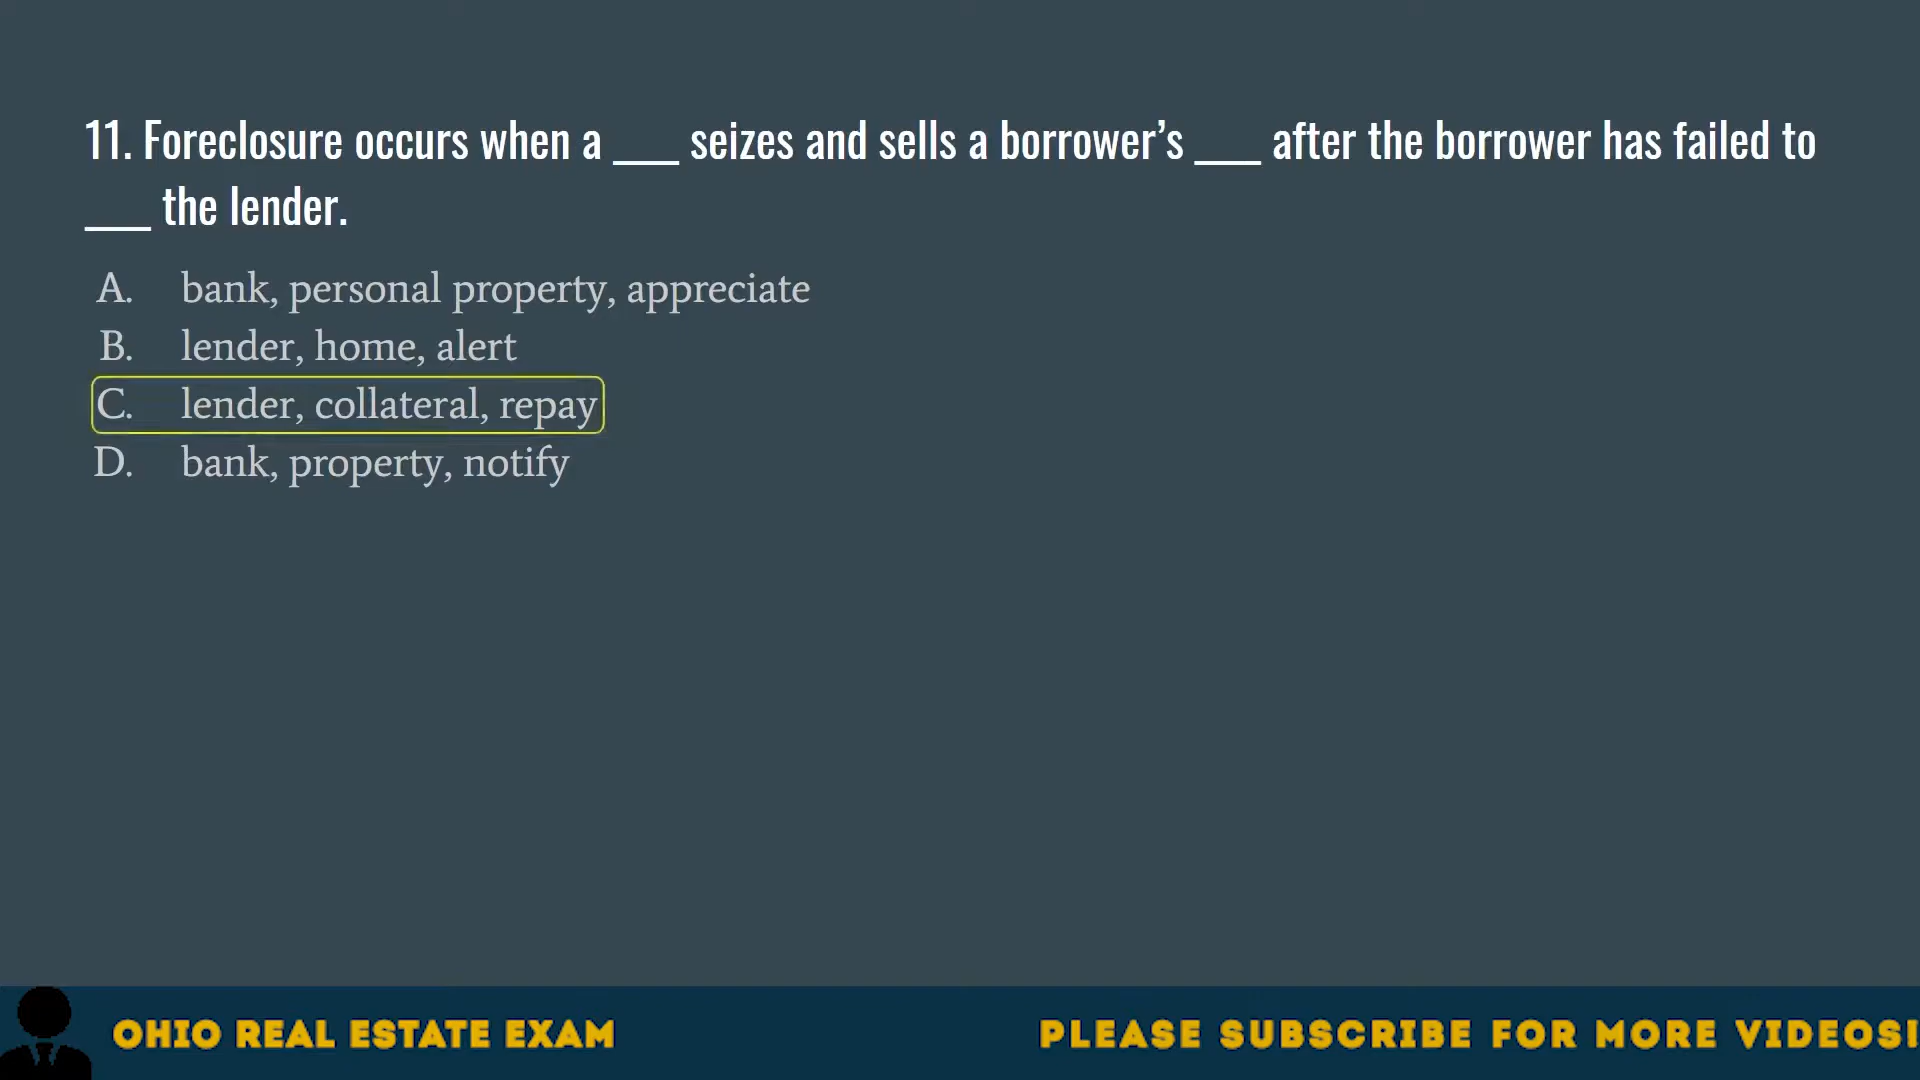 11. Foreclosure occurs when a ___ seizes and sells a borrower’s ___ after the borrower has failed to
___ the lender.
A. bank, personal property, appreciate
B. lender, home, alert
C. lender, collateral, repay
D. bank, property, notify
OHIO REAL ESTATE EXAM
PLEASE SUBSCRIBE FOR MORE VIDEOS!